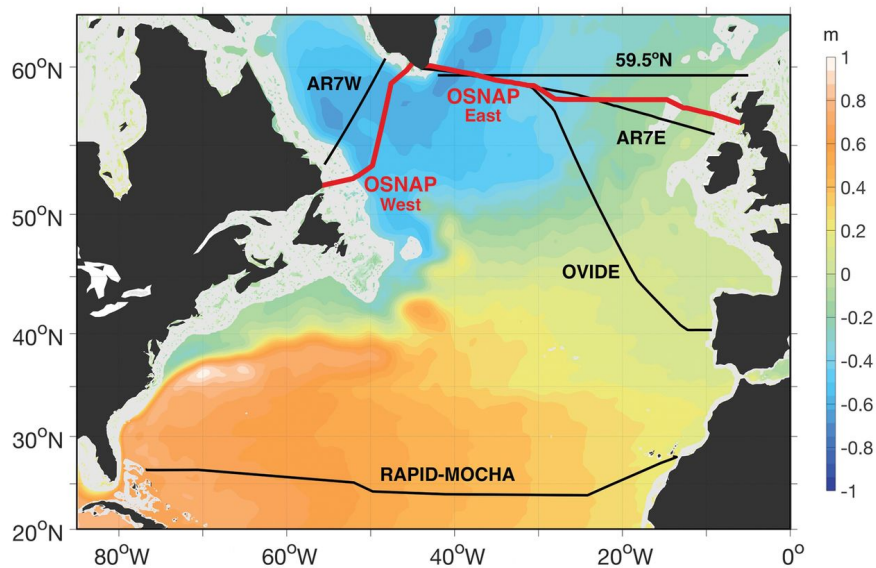 m
60°N
50°N
40°N
30°N
20°N
80°W
60°W
40°W
20°W
0°
AR7W
59.5°N
OSNAP
East
AR7E
OSNAP
West
OVIDE
RAPID-MOCHA
1
0.8
0.6
0.4
0.2
0
-0.2
-0.4
-0.6
-0.8
-1